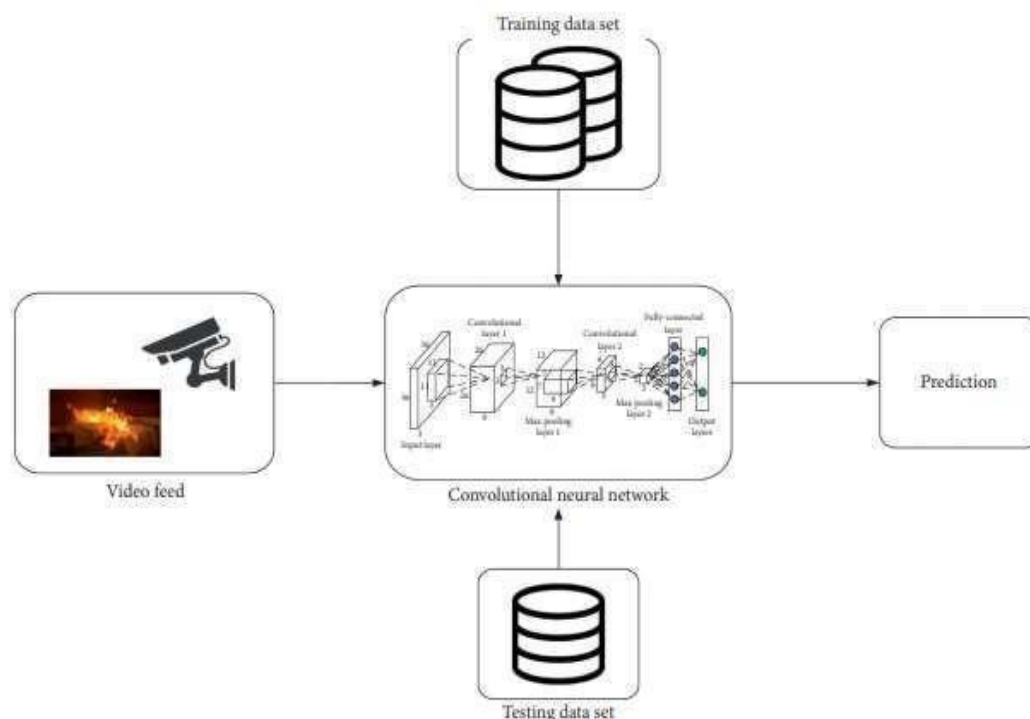 Training data set
Convolutional
layer 1
Convolutional
layer 2
Fully-connected
layer
Max pooling
layer 1
Max pooling
layer 2
Input layer
Output
Video feed
Convolutional neural network
Prediction
Testing data set